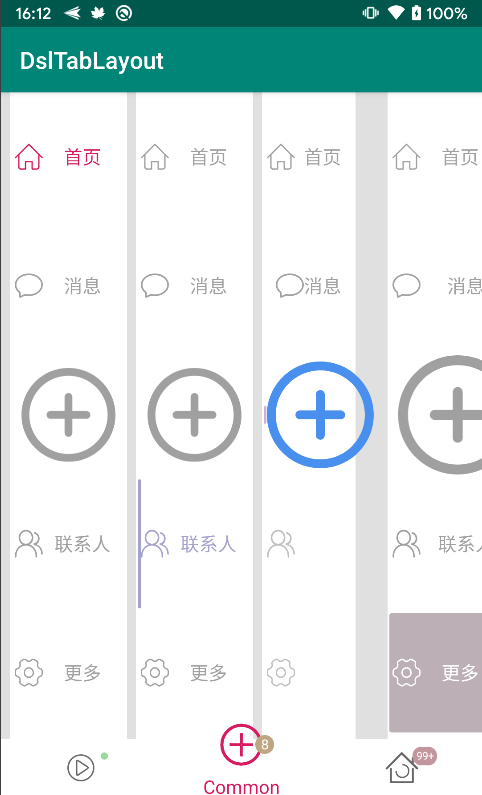 16:12 100%
DslTabLayout
首页 首页 首页 首页
消息 消息 消息 消息
联系人 联系人 联系人
更多 更多 更多
8
99+
Common